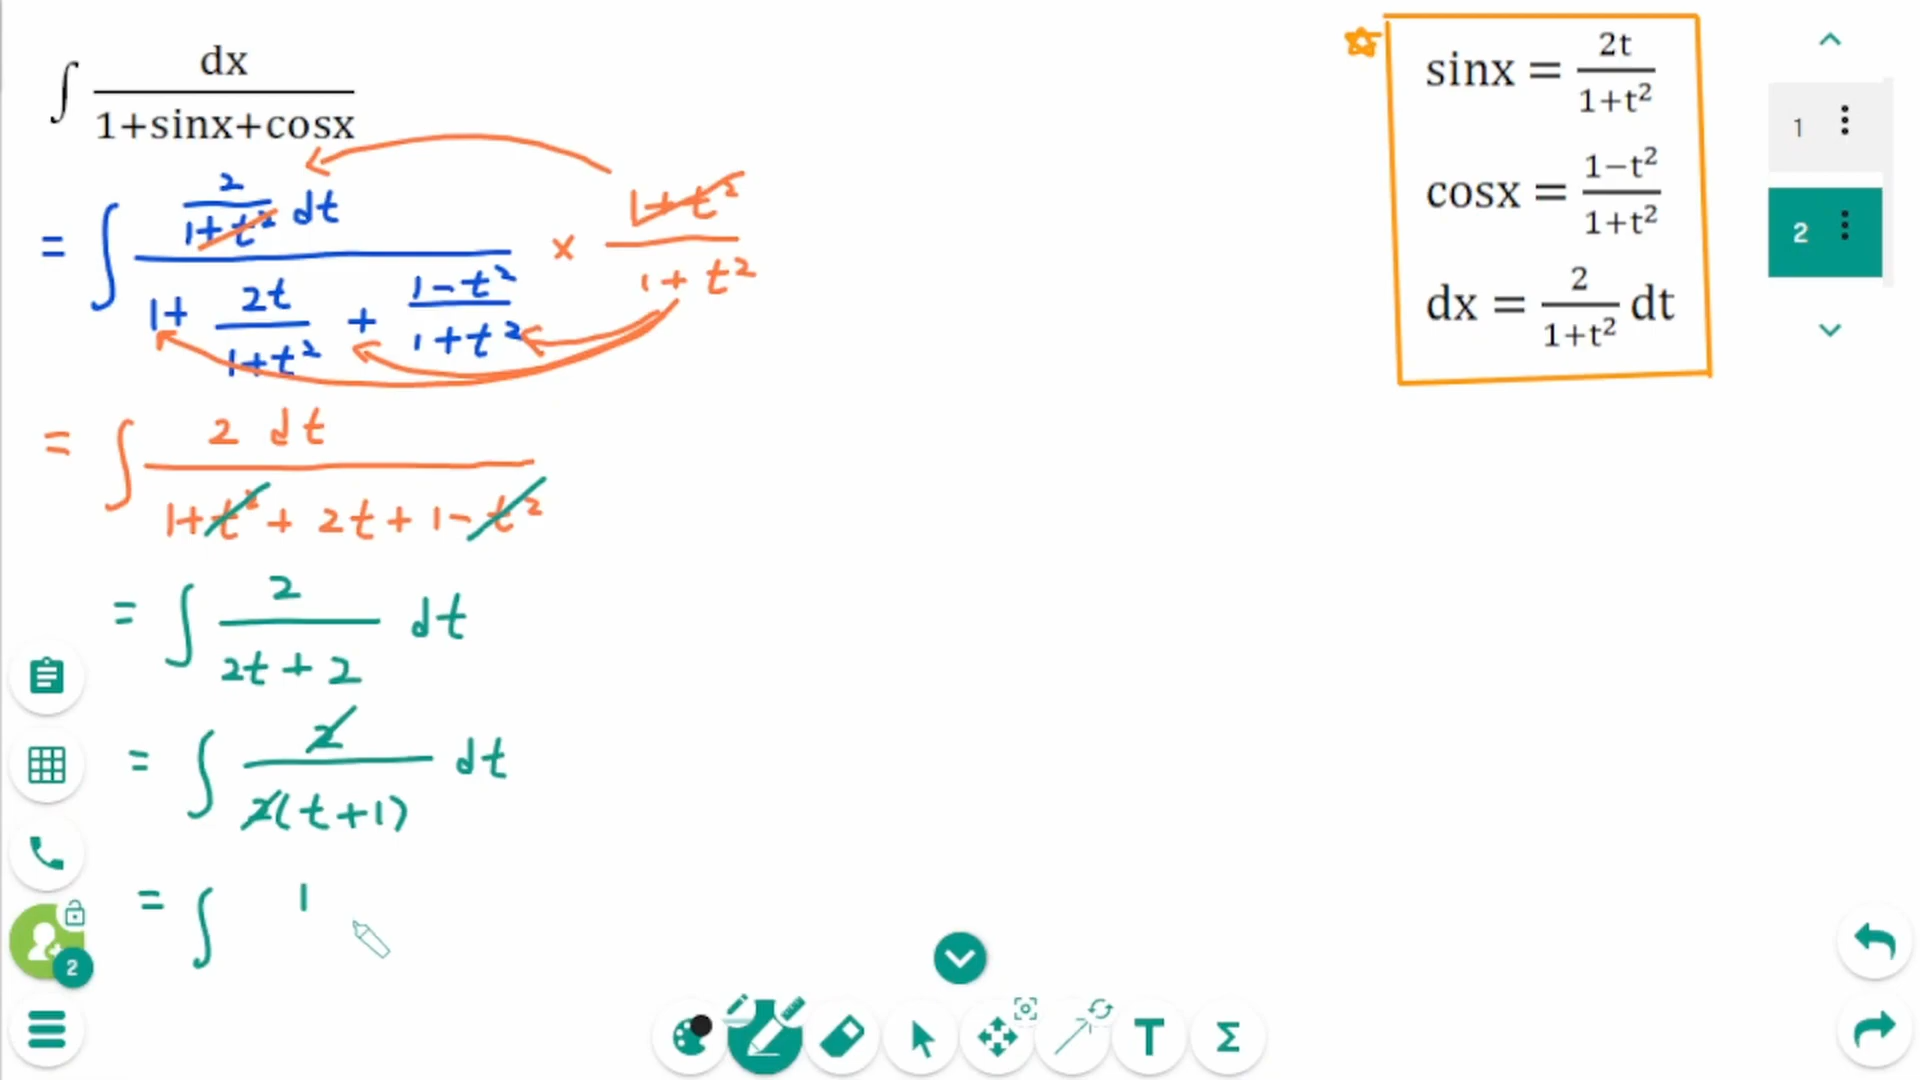 ∫ dx / (1+sinx+cosx)
= ∫ (2/(1+t²) dt) / (1 + 2t/(1+t²) + (1-t²)/(1+t²)) × (1+t²)/(1+t²)
= ∫ 2 dt / (1+t²+2t+1-t²)
= ∫ 2/(2t+2) dt
= ∫ 2/(2(t+1)) dt
= ∫ 1
sinx = 2t/(1+t²)
cosx = (1−t²)/(1+t²)
dx = 2/(1+t²) dt
1
2
2
T
Σ